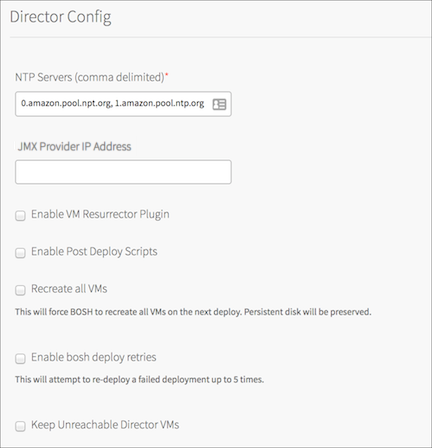 Director Config
NTP Servers (comma delimited)*
0.amazon.pool.npt.org, 1.amazon.pool.ntp.org
JMX Provider IP Address
Enable VM Resurrector Plugin
Enable Post Deploy Scripts
Recreate all VMs
This will force BOSH to recreate all VMs on the next deploy. Persistent disk will be preserved.
Enable bosh deploy retries
This will attempt to re-deploy a failed deployment up to 5 times.
Keep Unreachable Director VMs